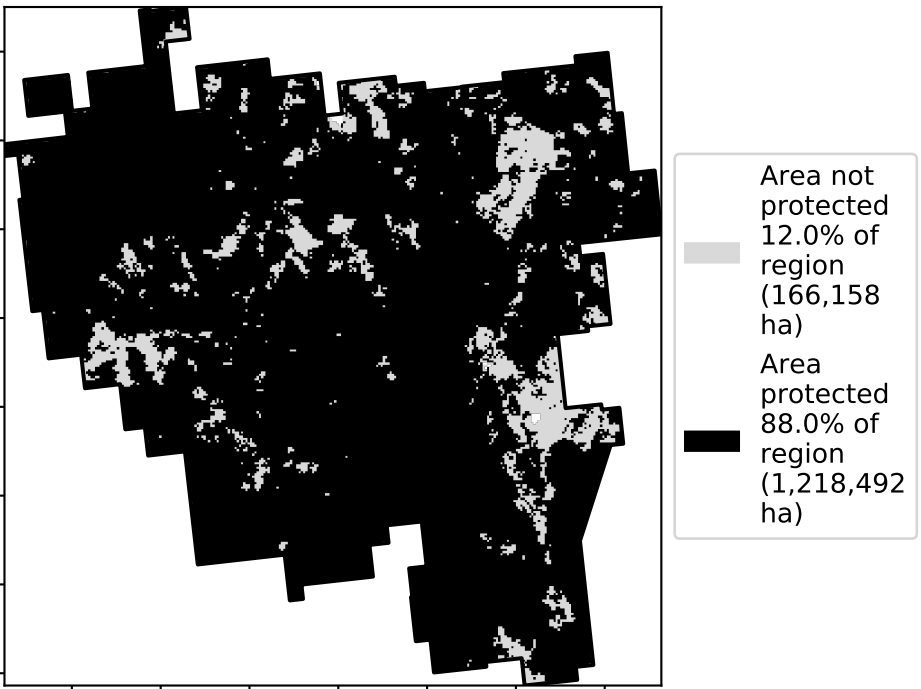 Area not
protected
12.0% of
region
(166,158
ha)
Area
protected
88.0% of
region
(1,218,492
ha)